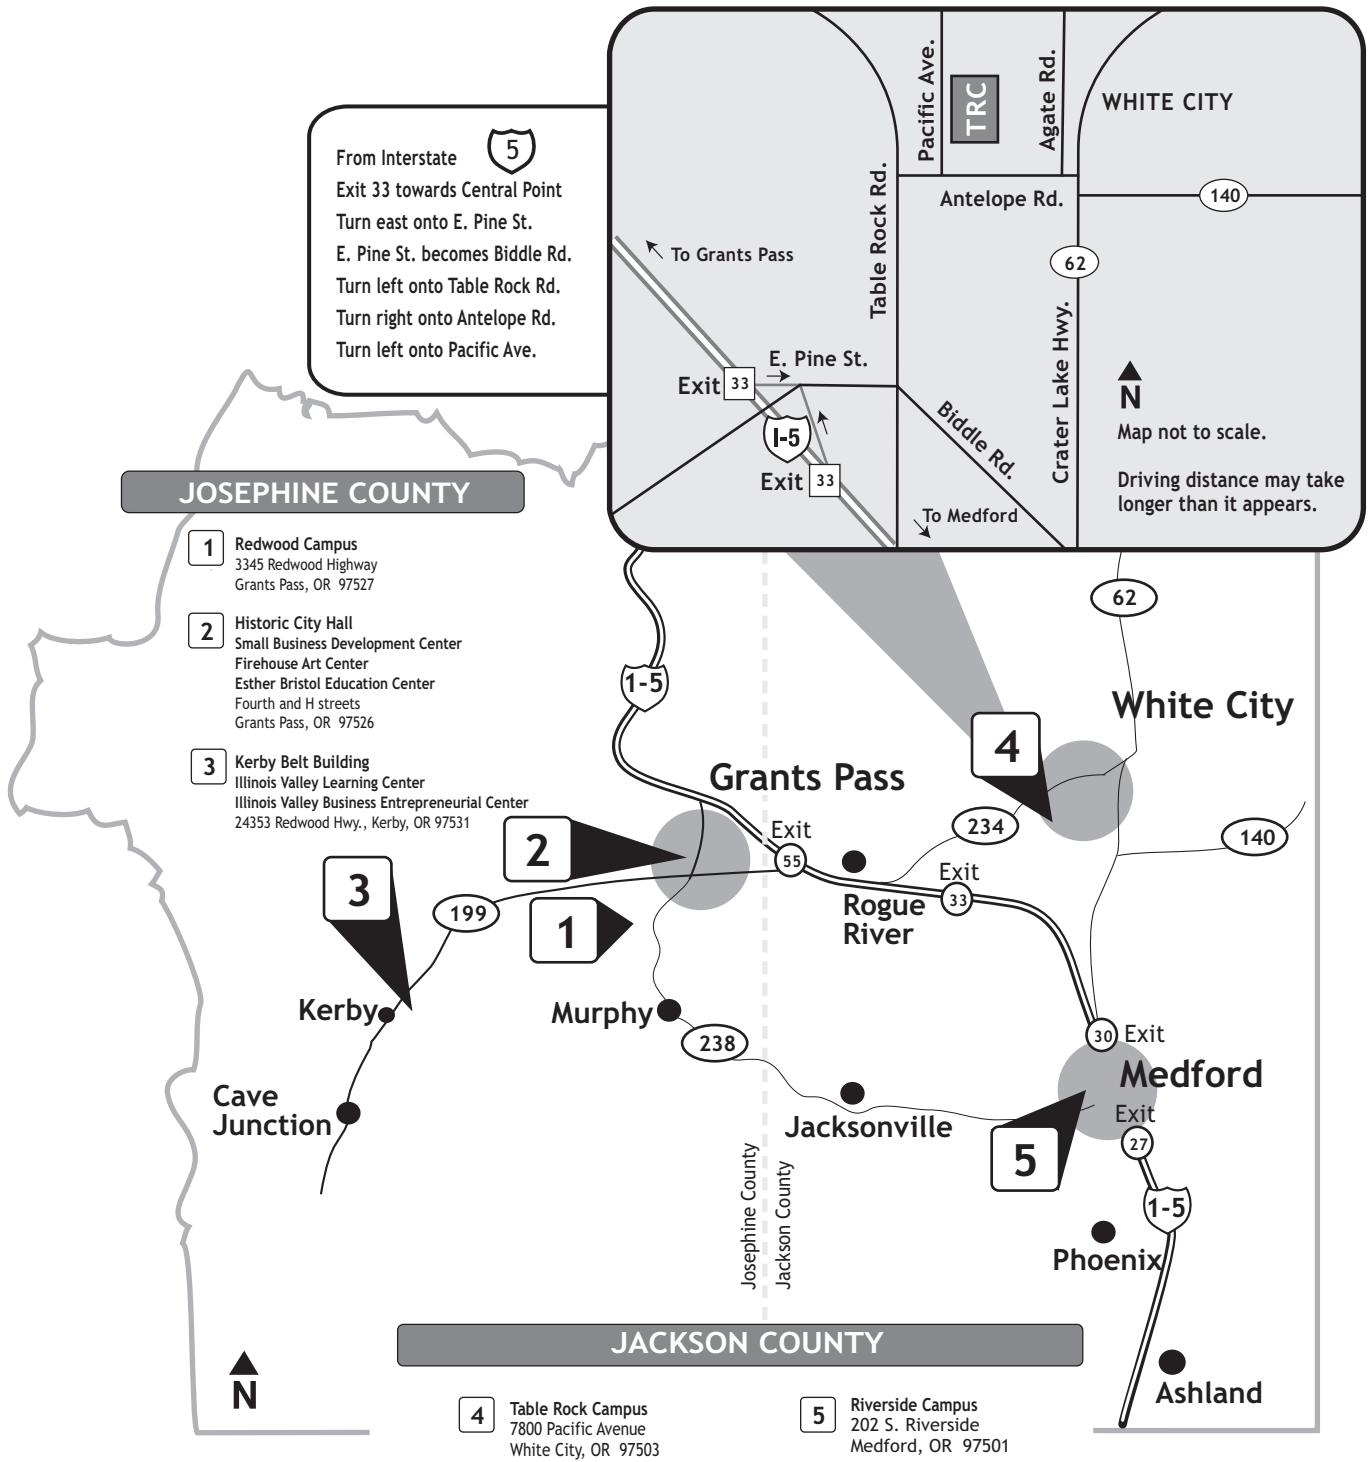 From Interstate 5
Exit 33 towards Central Point
Turn east onto E. Pine St.
E. Pine St. becomes Biddle Rd.
Turn left onto Table Rock Rd.
Turn right onto Antelope Rd.
Turn left onto Pacific Ave.
Pacific Ave.
TRC
Agate Rd.
WHITE CITY
Table Rock Rd.
Antelope Rd.
140
62
To Grants Pass
E. Pine St.
Exit 33
I-5
Exit 33
Biddle Rd.
Crater Lake Hwy.
To Medford
N
Map not to scale.
Driving distance may take
longer than it appears.
JOSEPHINE COUNTY
1 Redwood Campus
3345 Redwood Highway
Grants Pass, OR 97527
2 Historic City Hall
Small Business Development Center
Firehouse Art Center
Esther Bristol Education Center
Fourth and H streets
Grants Pass, OR 97526
3 Kerby Belt Building
Illinois Valley Learning Center
Illinois Valley Business Entrepreneurial Center
24353 Redwood Hwy., Kerby, OR 97531
62
1-5
White City
4
Grants Pass
234
140
2
Exit
55
3
199
Exit
33
Rogue
River
1
Kerby
Murphy
238
30 Exit
Medford
Cave
Junction
Jacksonville
Exit
27
5
1-5
Josephine County
Jackson County
Phoenix
JACKSON COUNTY
N
Ashland
4 Table Rock Campus
7800 Pacific Avenue
White City, OR 97503
5 Riverside Campus
202 S. Riverside
Medford, OR 97501